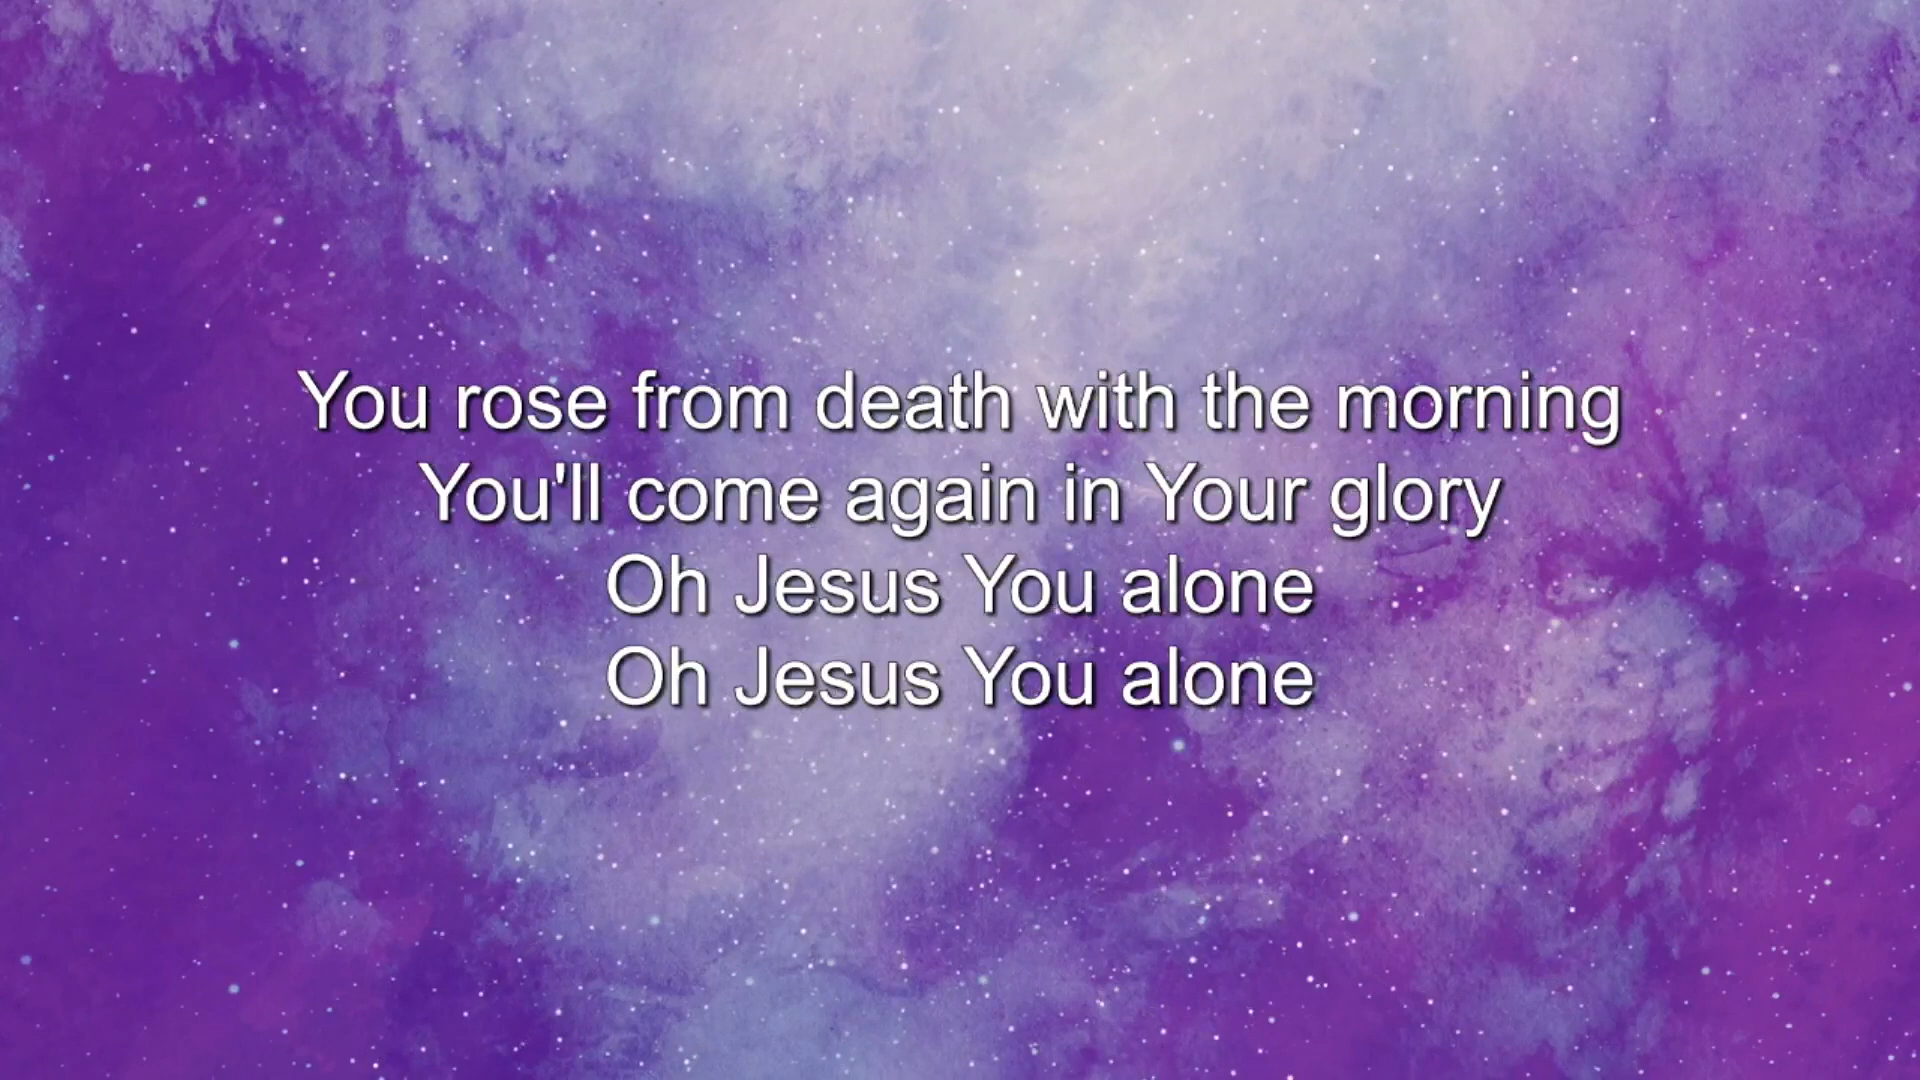 You rose from death with the morning
You'll come again in Your glory
Oh Jesus You alone
Oh Jesus You alone